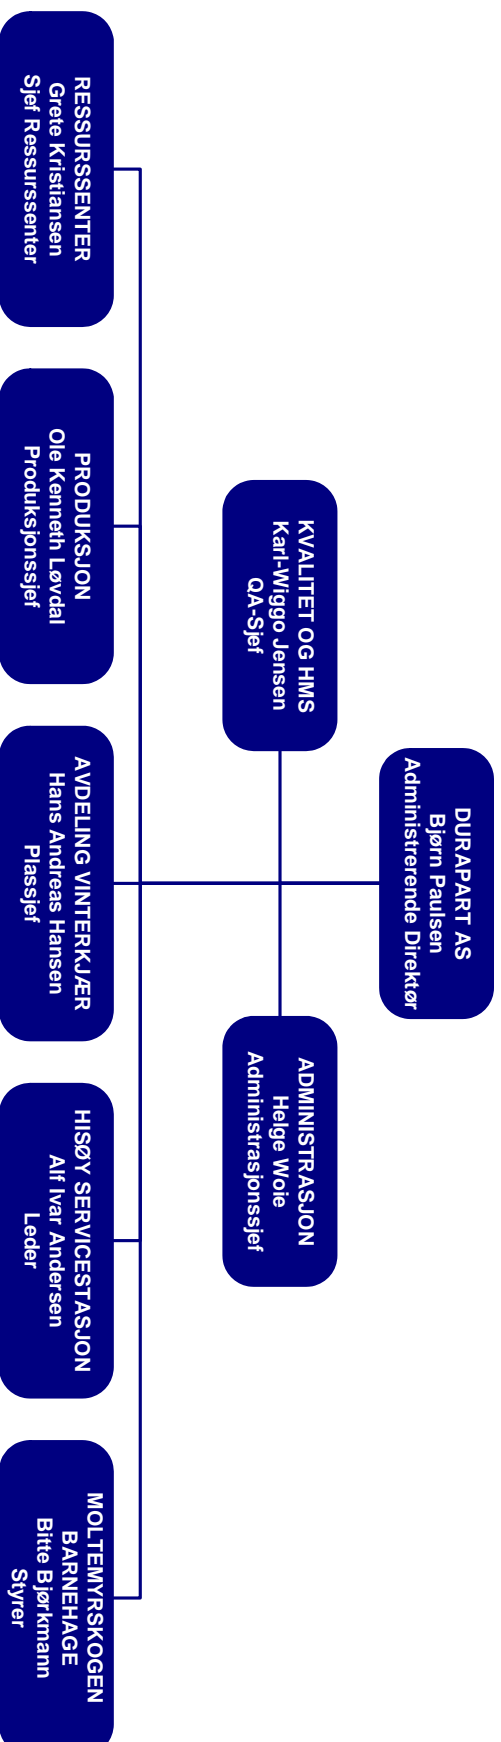 DURAPART AS
Bjørn Paulsen
Administrerende Direktør
KVALITET OG HMS
Karl-Wiggo Jensen
QA-Sjef
ADMINISTRASJON
Helge Woie
Administrasjonssjef
RESSURSSENTER
Grete Kristiansen
Sjef Ressurssenter
PRODUKSJON
Ole Kenneth Løvdal
Produksjonssjef
AVDELING VINTERKJÆR
Hans Andreas Hansen
Plassjef
HISØY SERVICESTASJON
Alf Ivar Andersen
Leder
MOLTEMYRSKOGEN
BARNEHAGE
Bitte Bjørkmann
Styrer